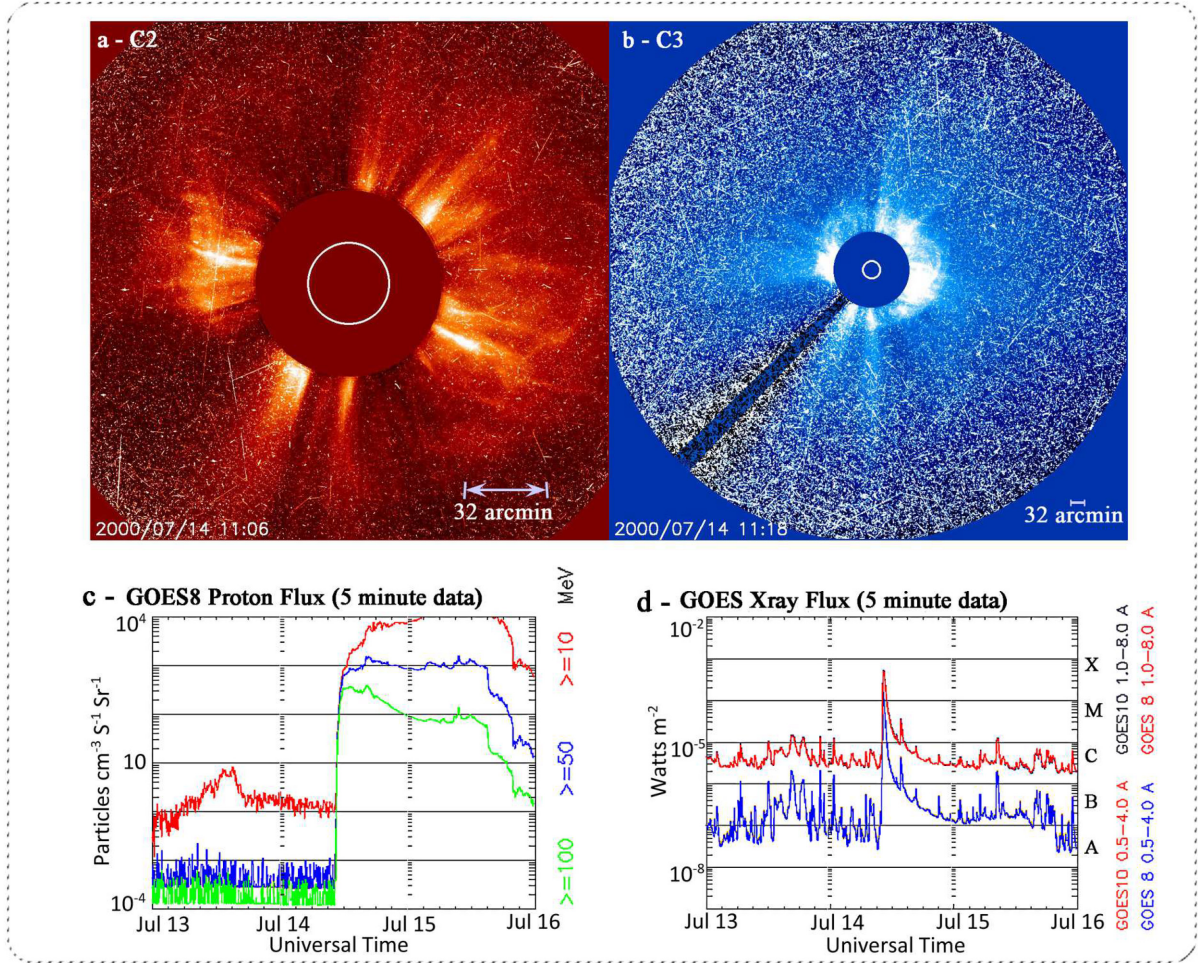 a - C2
b - C3
32 arcmin
2000/07/14 11:06
32 arcmin
2000/07/14 11:18
c - GOES8 Proton Flux (5 minute data)
MeV
10⁴
10
10⁻⁴
Particles cm⁻³ S⁻¹ Sr⁻¹
>=10
>=50
>=100
Jul 13
Jul 14
Jul 15
Jul 16
Universal Time
d - GOES Xray Flux (5 minute data)
10⁻²
10⁻⁵
10⁻⁸
Watts m⁻²
X
M
C
B
A
GOES10 1.0-8.0 A
GOES 8 1.0-8.0 A
GOES10 0.5-4.0 A
GOES 8 0.5-4.0 A
Jul 13
Jul 14
Jul 15
Jul 16
Universal Time